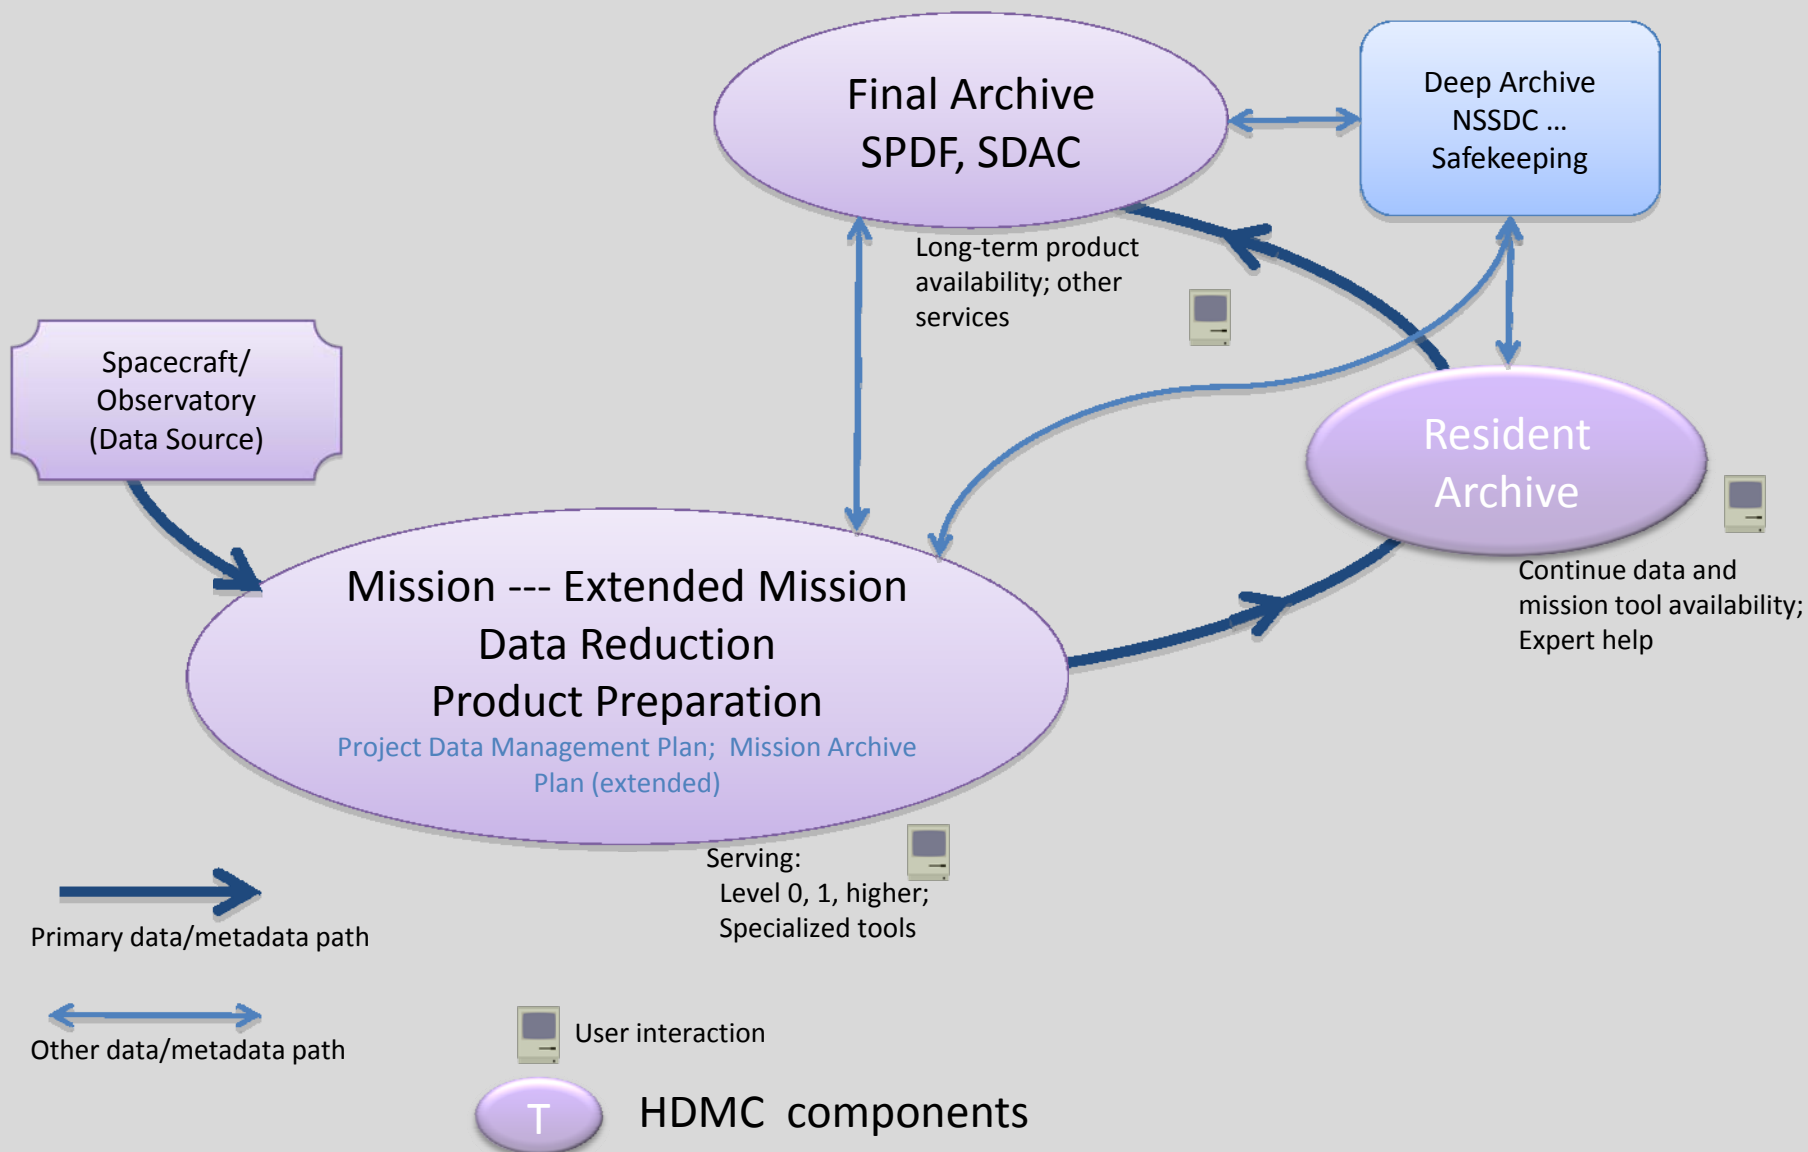 Final Archive
SPDF, SDAC
Deep Archive
NSSDC ...
Safekeeping
Long-term product
availability; other
services
Spacecraft/
Observatory
(Data Source)
Resident
Archive
Continue data and
mission tool availability;
Expert help
Mission --- Extended Mission
Data Reduction
Product Preparation
Project Data Management Plan;  Mission Archive
Plan (extended)
Serving:
Level 0, 1, higher;
Specialized tools
Primary data/metadata path
Other data/metadata path
User interaction
T
HDMC  components